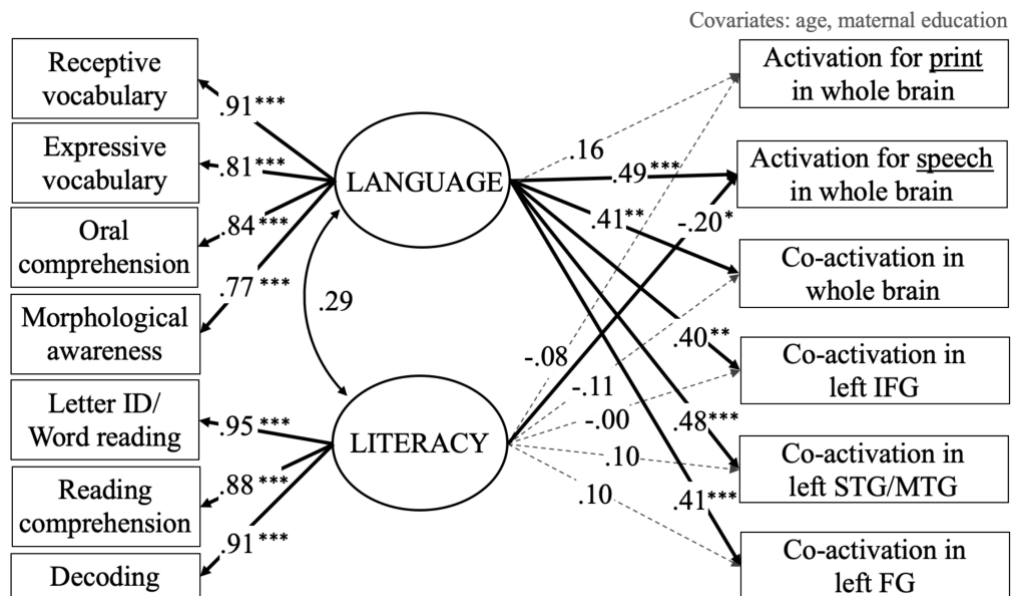 Covariates: age, maternal education
Receptive
vocabulary
Expressive
vocabulary
Oral
comprehension
Morphological
awareness
Letter ID/
Word reading
Reading
comprehension
Decoding
.91***
.81***
.84***
.77***
.95***
.88***
.91***
LANGUAGE
.29
LITERACY
.16
.49***
.41**
-.20*
.40**
.48***
.41***
-.08
-.11
-.00
.10
.10
Activation for print
in whole brain
Activation for speech
in whole brain
Co-activation in
whole brain
Co-activation in
left IFG
Co-activation in
left STG/MTG
Co-activation in
left FG